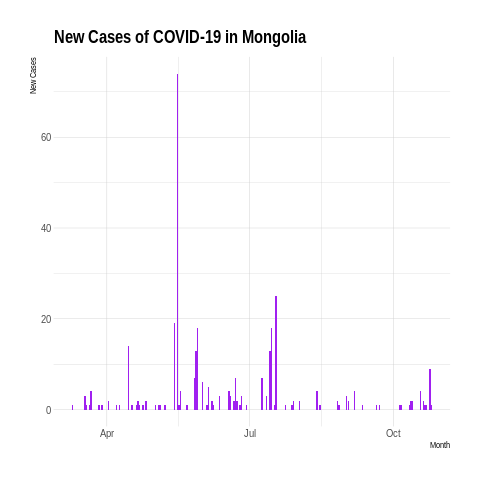 New Cases of COVID-19 in Mongolia
New Cases
60
40
20
0
Apr
Jul
Oct
Month